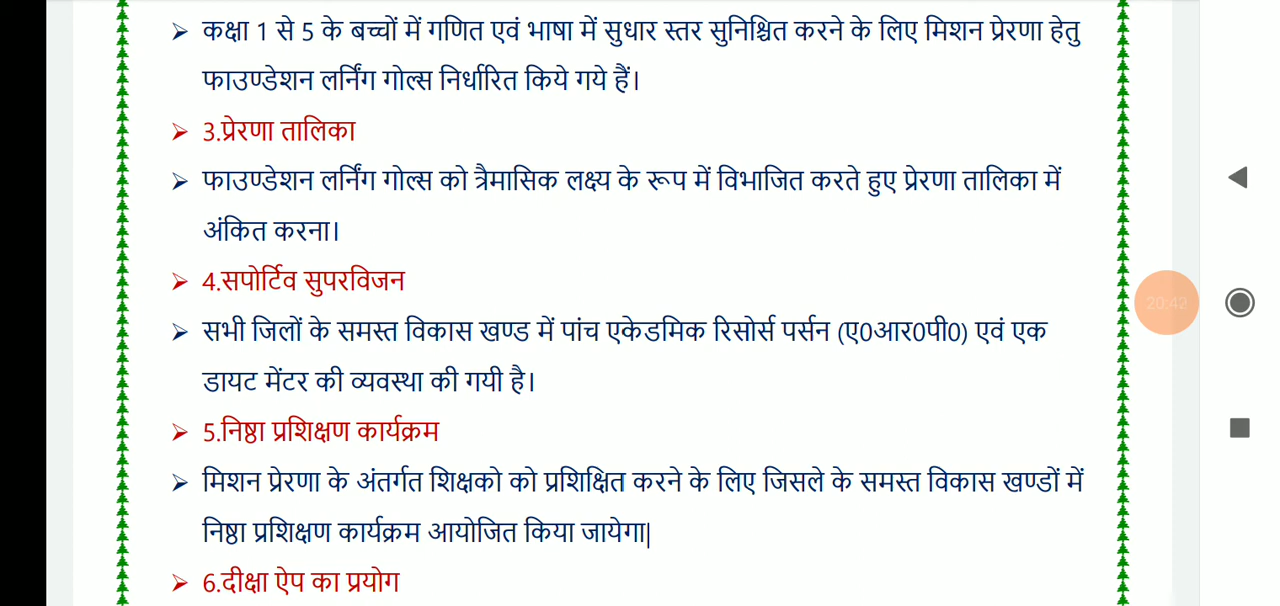 ➢ कक्षा 1 से 5 के बच्चों में गणित एवं भाषा में सुधार स्तर सुनिश्चित करने के लिए मिशन प्रेरणा हेतु
फाउण्डेशन लर्निंग गोल्स निर्धारित किये गये हैं।
➢ 3.प्रेरणा तालिका
➢ फाउण्डेशन लर्निंग गोल्स को त्रैमासिक लक्ष्य के रूप में विभाजित करते हुए प्रेरणा तालिका में
अंकित करना।
➢ 4.सपोर्टिव सुपरविजन
➢ सभी जिलों के समस्त विकास खण्ड में पांच एकेडमिक रिसोर्स पर्सन (ए0आर0पी0) एवं एक
डायट मेंटर की व्यवस्था की गयी है।
20:42
➢ 5.निष्ठा प्रशिक्षण कार्यक्रम
➢ मिशन प्रेरणा के अंतर्गत शिक्षको को प्रशिक्षित करने के लिए जिसले के समस्त विकास खण्डों में
निष्ठा प्रशिक्षण कार्यक्रम आयोजित किया जायेगा|
➢ 6.दीक्षा ऐप का प्रयोग